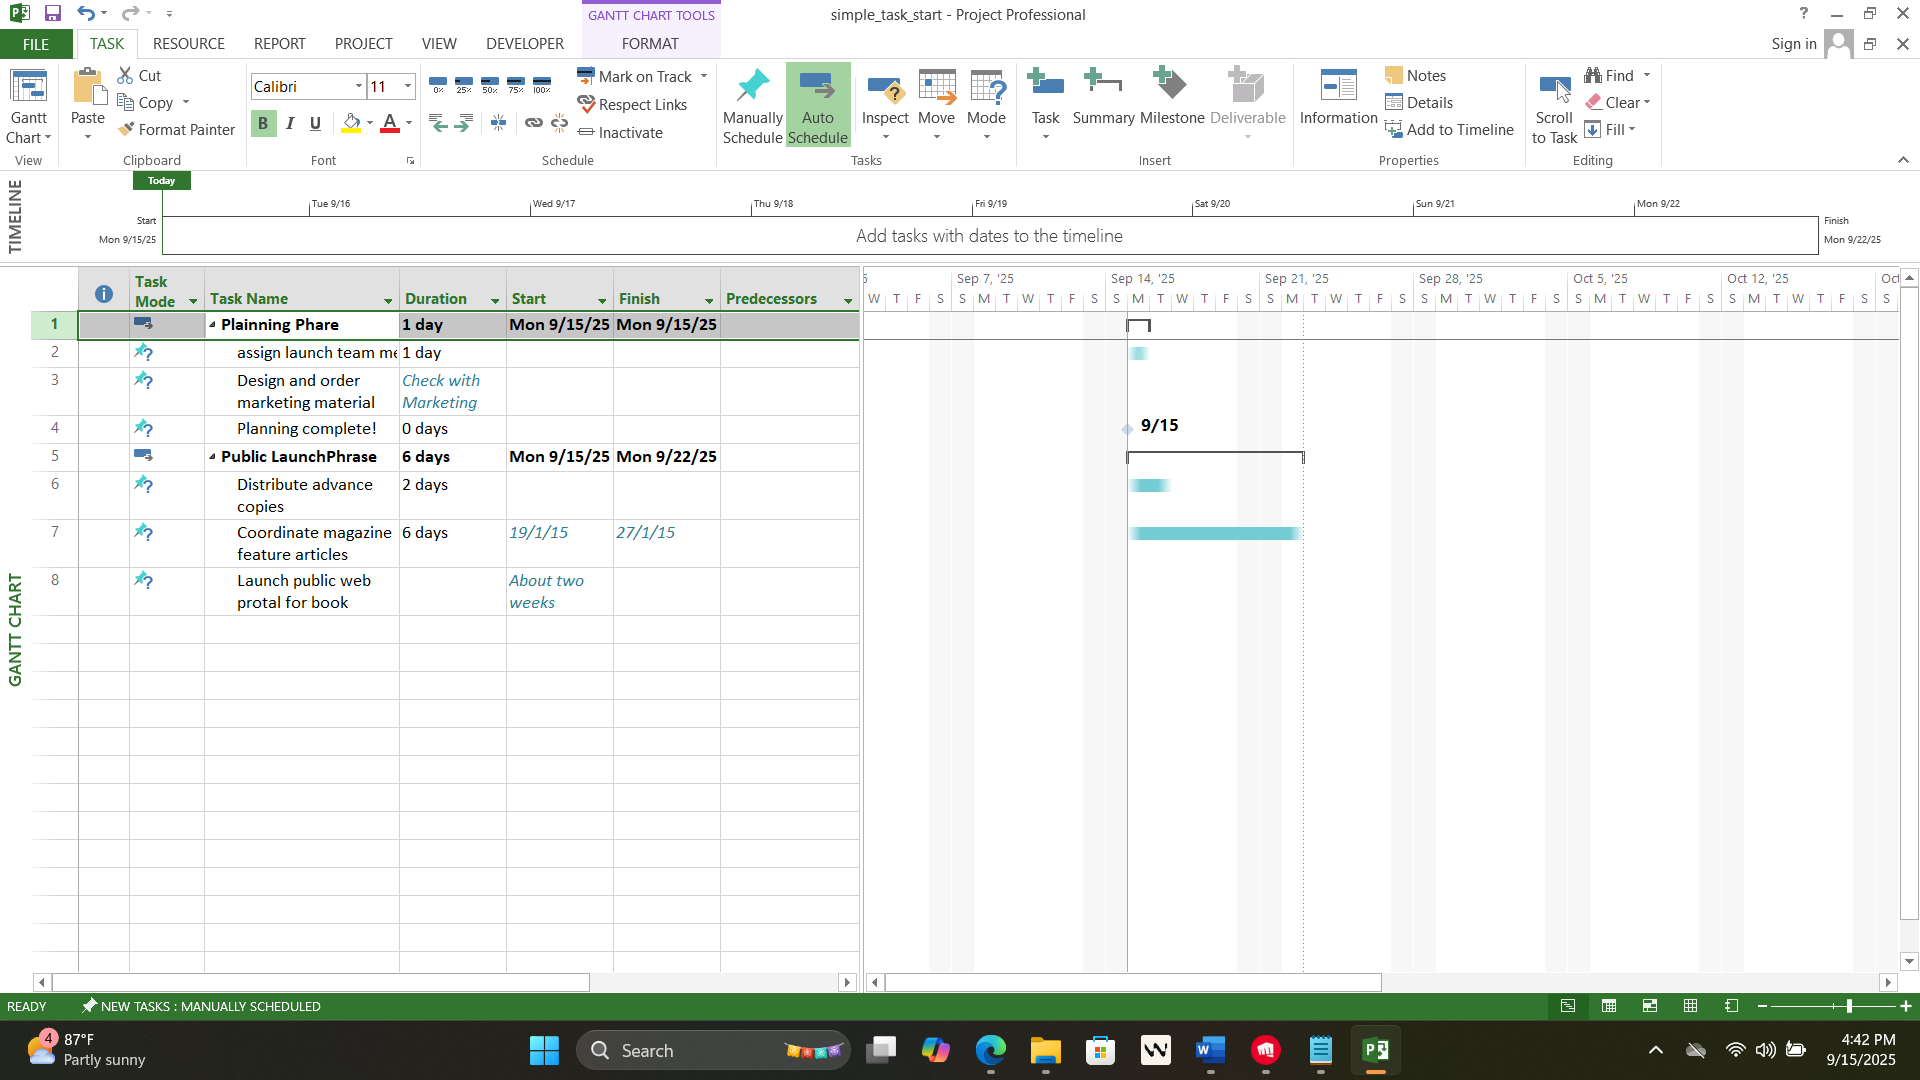 GANTT CHART TOOLS
simple_task_start - Project Professional
?
FILE
TASK
RESOURCE
REPORT
PROJECT
VIEW
DEVELOPER
FORMAT
Sign in
Gantt Chart
View
Paste
Cut
Copy
Format Painter
Clipboard
Calibri
11
B I U A
Font
0% 25% 50% 75% 100%
Mark on Track
Respect Links
Inactivate
Schedule
Manually Schedule
Auto Schedule
Inspect
Move
Mode
Tasks
Task
Summary
Milestone
Deliverable
Insert
Information
Notes
Details
Add to Timeline
Properties
Scroll to Task
Find
Clear
Fill
Editing
TIMELINE
Today
Start
Mon 9/15/25
Tue 9/16
Wed 9/17
Thu 9/18
Fri 9/19
Sat 9/20
Sun 9/21
Mon 9/22
Add tasks with dates to the timeline
Finish
Mon 9/22/25
GANTT CHART
Task Mode
Task Name
Duration
Start
Finish
Predecessors
1 Plainning Phare 1 day Mon 9/15/25 Mon 9/15/25
2 assign launch team me 1 day
3 Design and order marketing material Check with Marketing
4 Planning complete! 0 days
5 Public LaunchPhrase 6 days Mon 9/15/25 Mon 9/22/25
6 Distribute advance copies 2 days
7 Coordinate magazine feature articles 6 days 19/1/15 27/1/15
8 Launch public web protal for book About two weeks
5 Sep 7, '25 Sep 14, '25 Sep 21, '25 Sep 28, '25 Oct 5, '25 Oct 12, '25 Oct
W T F S S M T W T F S S M T W T F S S M T W T F S S M T W T F S S M T W T F S S M T W T F S S
9/15
READY
NEW TASKS : MANUALLY SCHEDULED
4
87°F
Partly sunny
Search
4:42 PM
9/15/2025